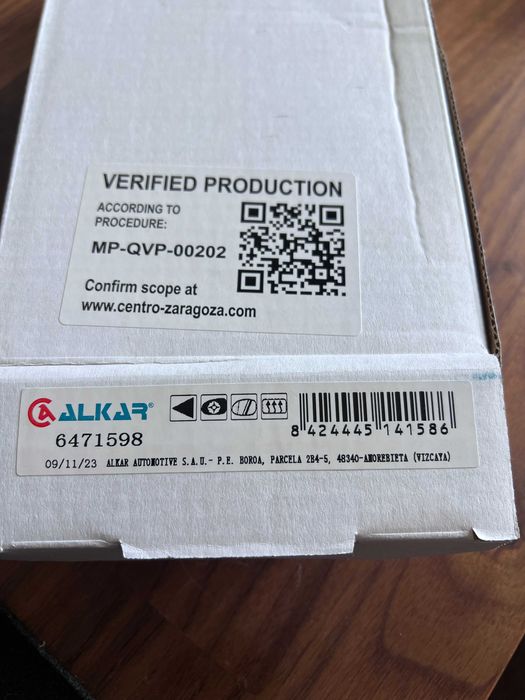 VERIFIED PRODUCTION
ACCORDING TO
PROCEDURE:
MP-QVP-00202
Confirm scope at
www.centro-zaragoza.com
ALKAR®
6471598
8 424445 141586
09/11/23 ALKAR AUTOMOTIVE S.A.U.- P.E. BOROA, PARCELA 2B4-5, 48340-AMOREBIETA (VIZCAYA)